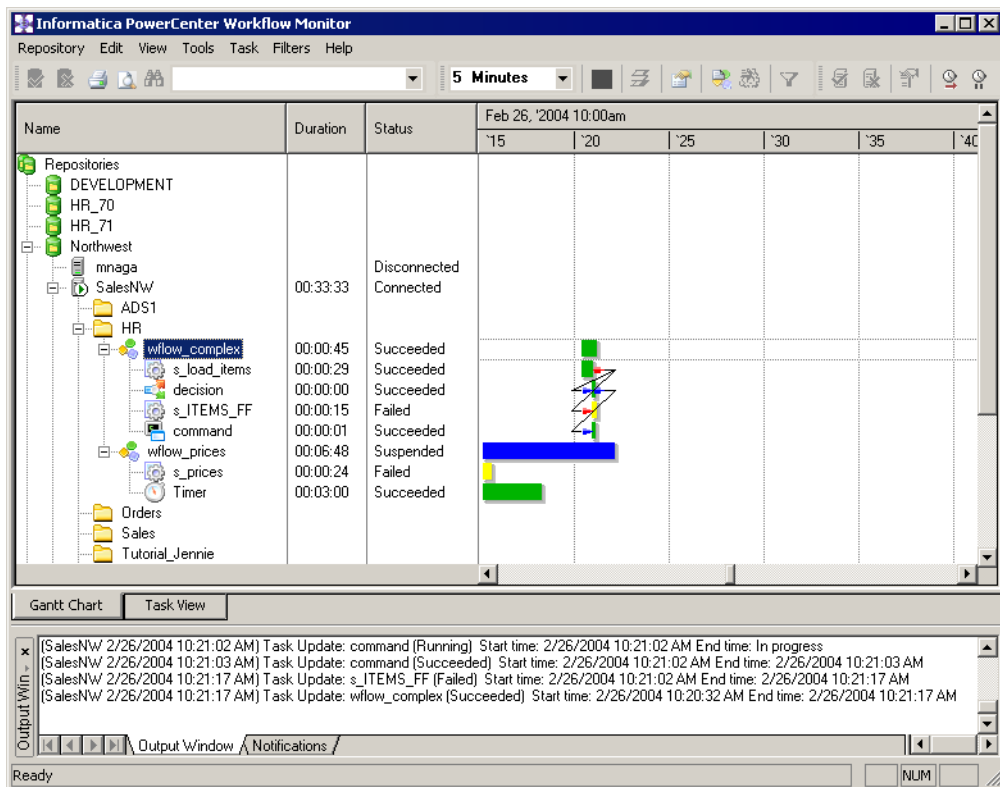 Informatica PowerCenter Workflow Monitor
Repository Edit View Tools Task Filters Help
5 Minutes
Name Duration Status Feb 26, '2004 10:00am
`15 `20 `25 `30 `35 `40
Repositories
DEVELOPMENT
HR_70
HR_71
Northwest
mnaga Disconnected
SalesNW 00:33:33 Connected
ADS1
HR
wflow_complex 00:00:45 Succeeded
s_load_items 00:00:29 Succeeded
decision 00:00:00 Succeeded
s_ITEMS_FF 00:00:15 Failed
command 00:00:01 Succeeded
wflow_prices 00:06:48 Suspended
s_prices 00:00:24 Failed
Timer 00:03:00 Succeeded
Orders
Sales
Tutorial_Jennie
Gantt Chart Task View
Output Win
(SalesNW 2/26/2004 10:21:02 AM) Task Update: command (Running) Start time: 2/26/2004 10:21:02 AM End time: In progress
(SalesNW 2/26/2004 10:21:03 AM) Task Update: command (Succeeded) Start time: 2/26/2004 10:21:02 AM End time: 2/26/2004 10:21:03 AM
(SalesNW 2/26/2004 10:21:17 AM) Task Update: s_ITEMS_FF (Failed) Start time: 2/26/2004 10:21:02 AM End time: 2/26/2004 10:21:17 AM
(SalesNW 2/26/2004 10:21:17 AM) Task Update: wflow_complex (Succeeded) Start time: 2/26/2004 10:20:32 AM End time: 2/26/2004 10:21:17 AM
Output Window Notifications
Ready NUM